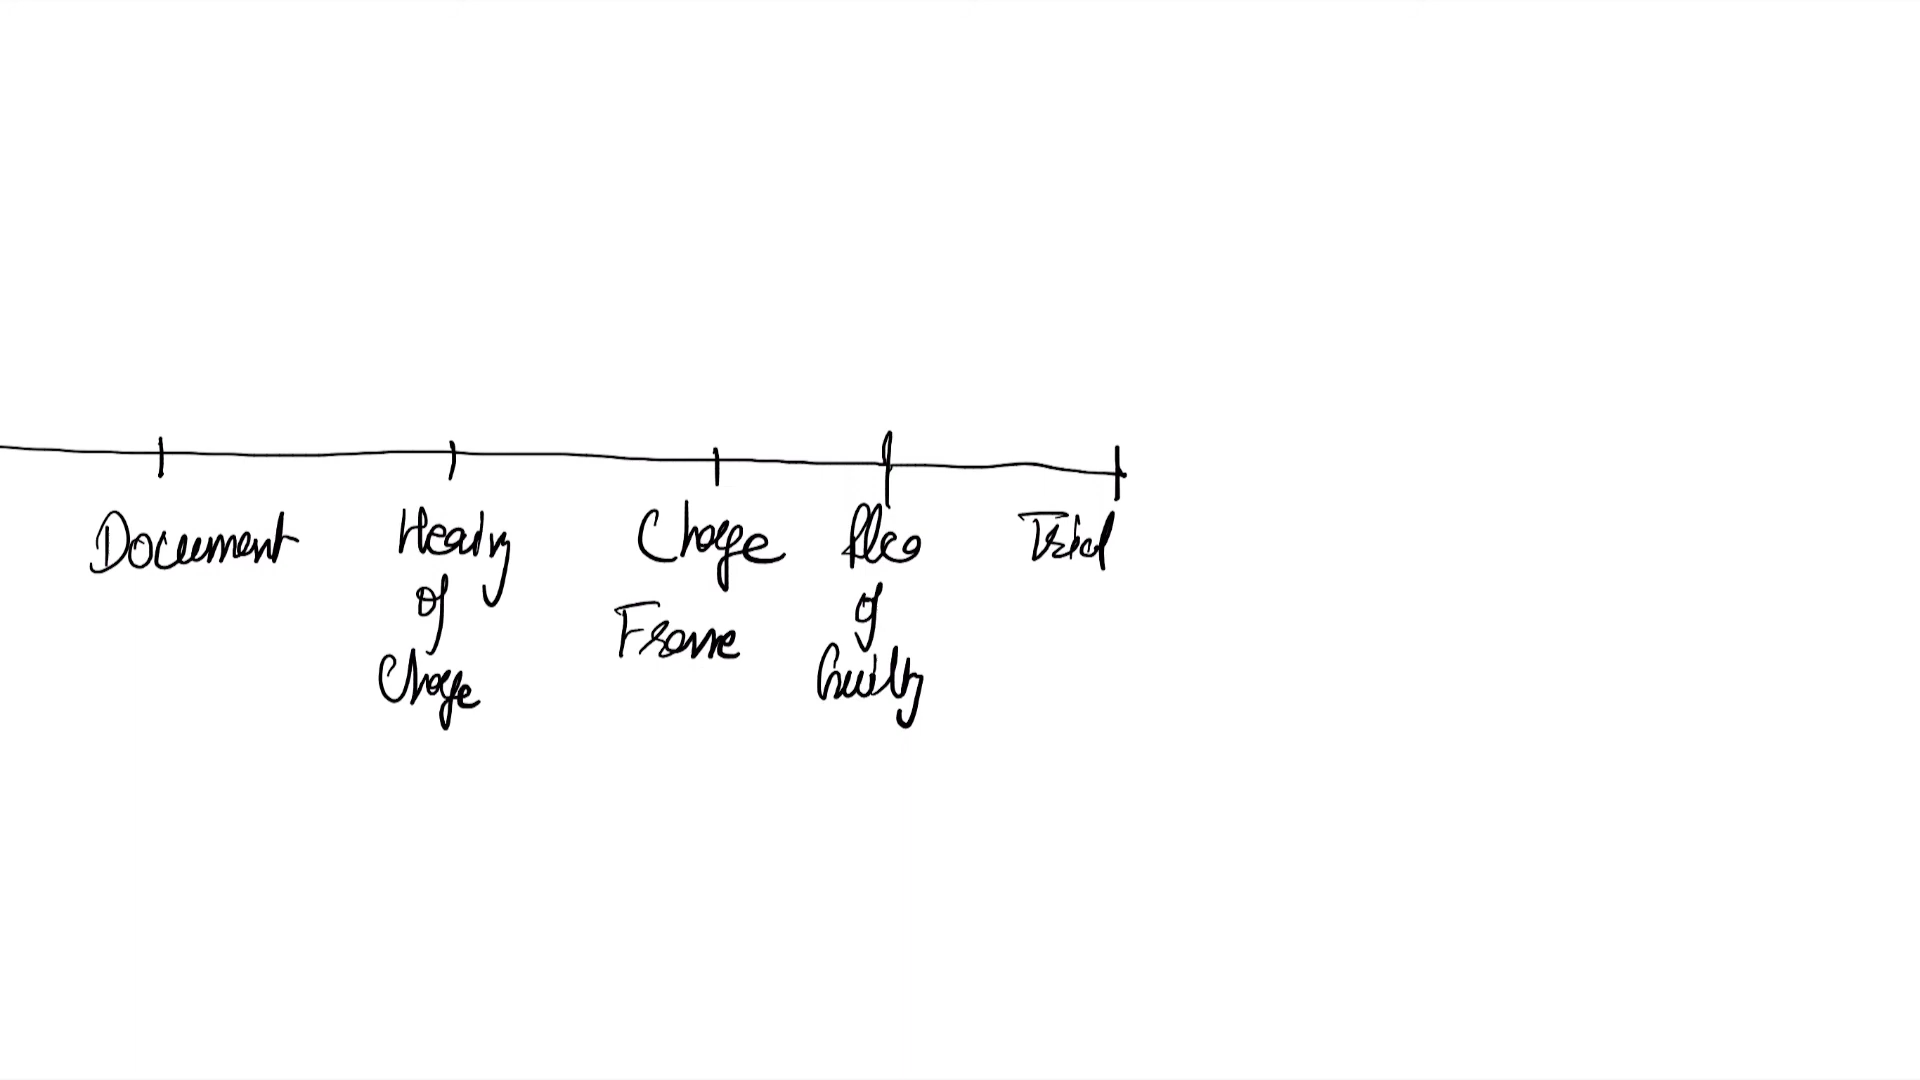 Document
Hearing
of
Charge
Charge
Frame
Plea
of
Guilty
Trial